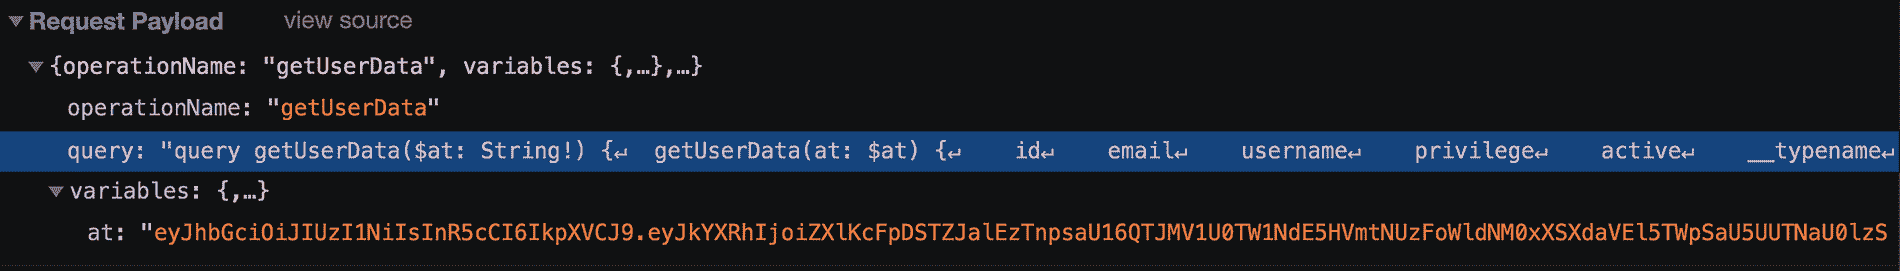 ▼ Request Payload view source
▼ {operationName: "getUserData", variables: {,…},…}
operationName: "getUserData"
query: "query getUserData($at: String!) {↵ getUserData(at: $at) {↵ id↵ email↵ username↵ privilege↵ active↵ __typename↵
▼ variables: {,…}
at: "eyJhbGciOiJIUzI1NiIsInR5cCI6IkpXVCJ9.eyJkYXRhIjoiZXlKcFpDSTZJalEzTnpsaU16QTJMV1U0TW1NdE5HVmtNUzFoWldNM0xXSXdaVEl5TWpSaU5UUTNaU0lzS